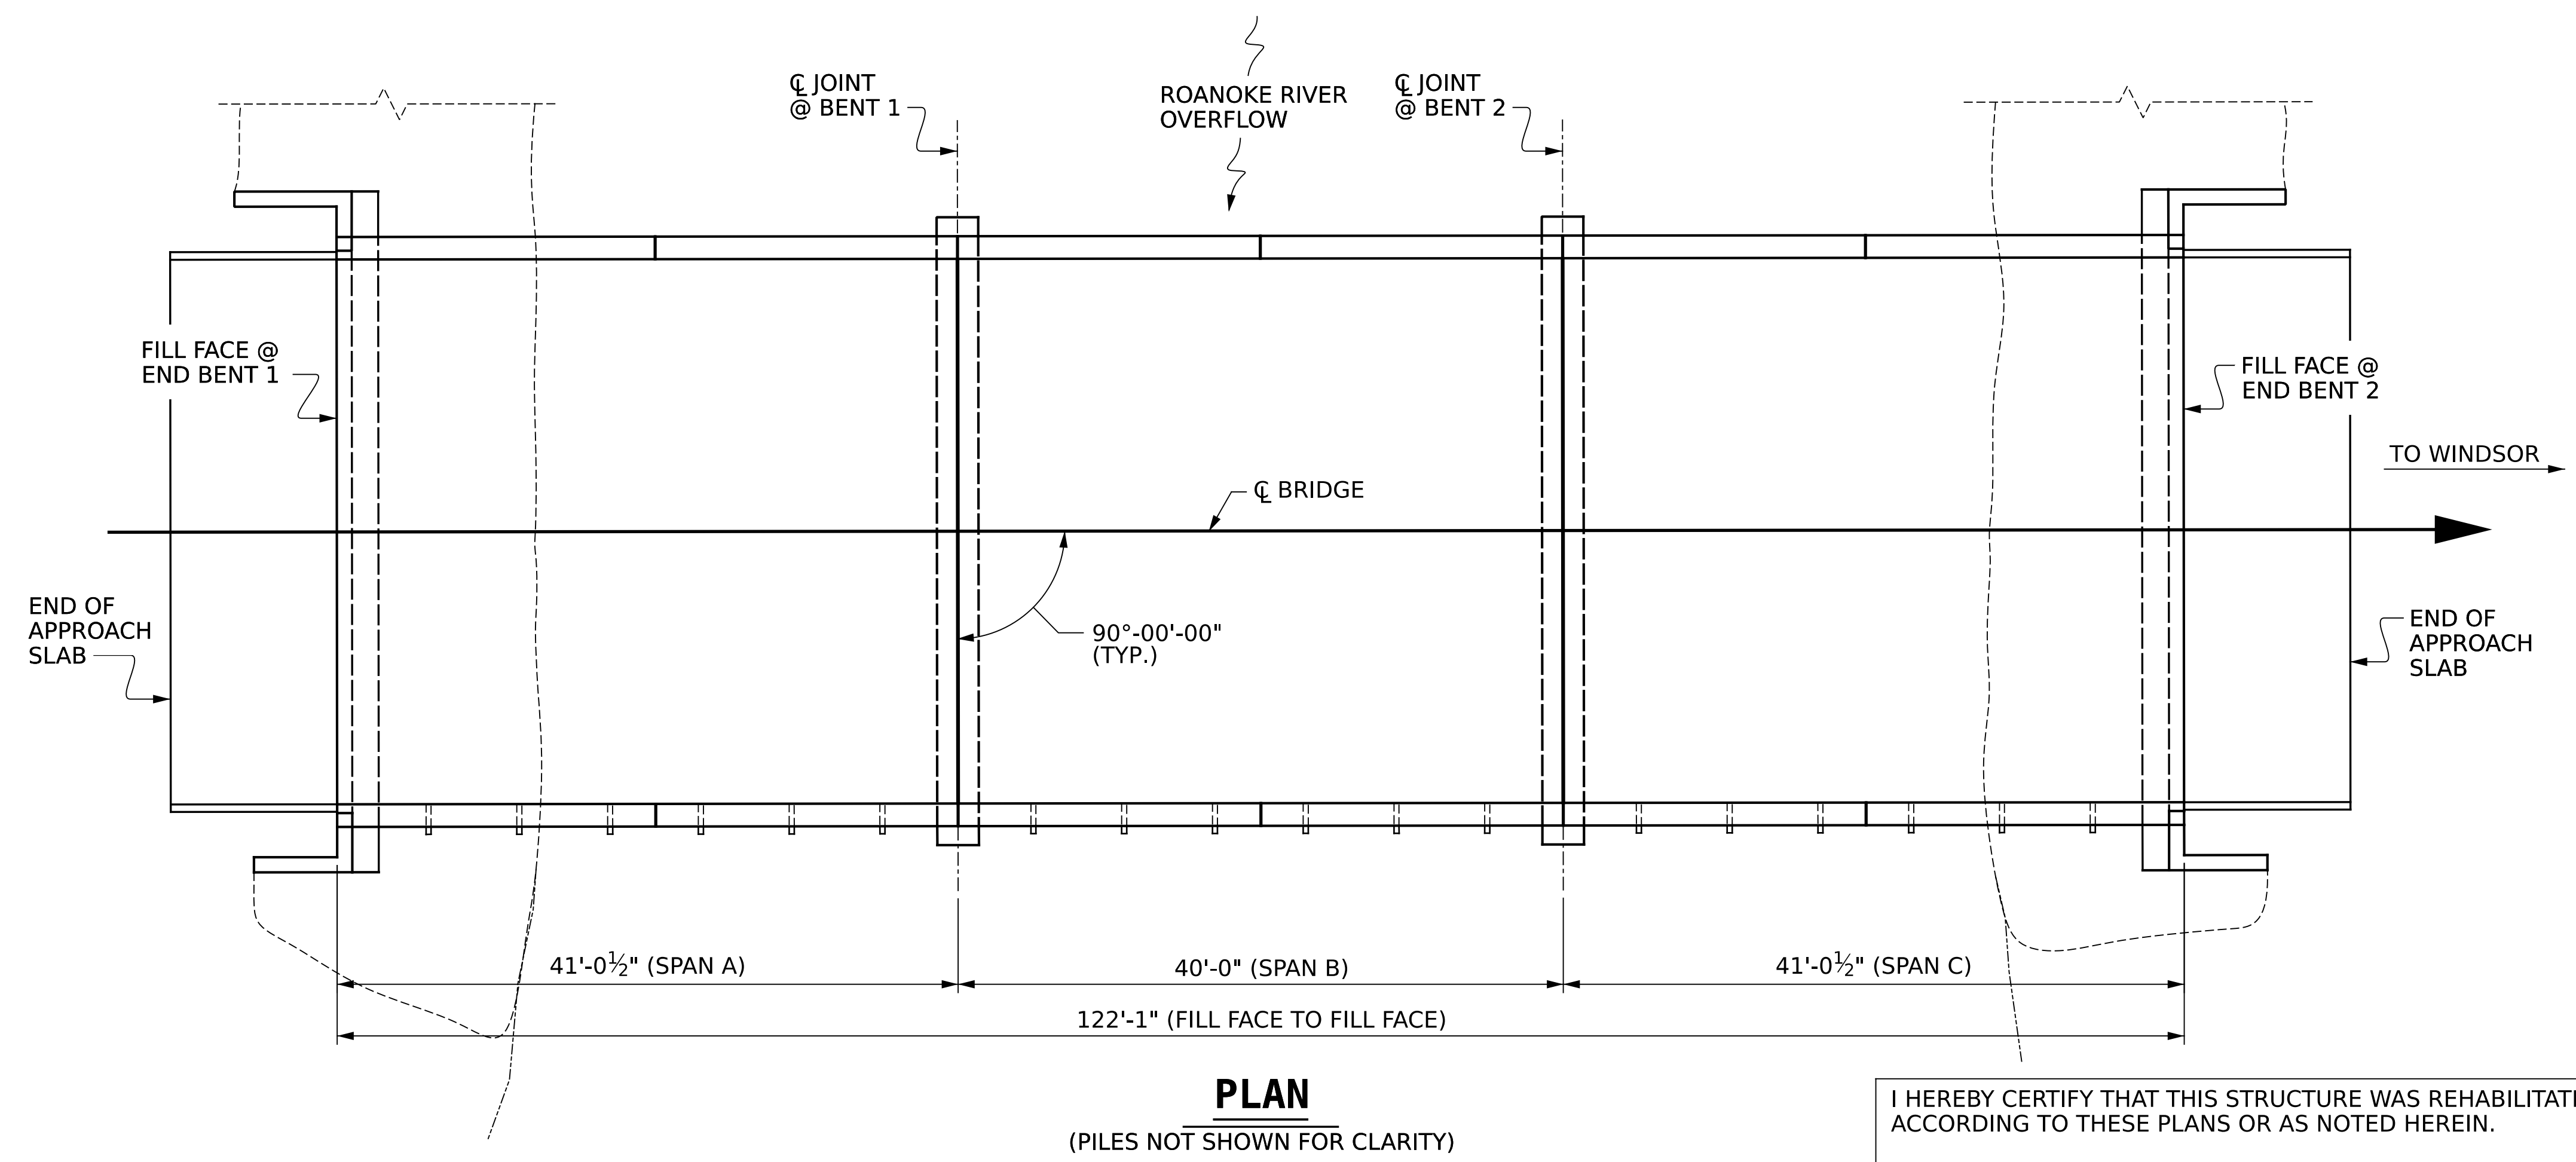 ℄ JOINT
@ BENT 1
ROANOKE RIVER
OVERFLOW
℄ JOINT
@ BENT 2
FILL FACE @
END BENT 1
FILL FACE @
END BENT 2
TO WINDSOR
℄ BRIDGE
END OF
APPROACH
SLAB
90°-00'-00"
(TYP.)
END OF
APPROACH
SLAB
41'-0½" (SPAN A)
40'-0" (SPAN B)
41'-0½" (SPAN C)
122'-1" (FILL FACE TO FILL FACE)
PLAN
(PILES NOT SHOWN FOR CLARITY)
I HEREBY CERTIFY THAT THIS STRUCTURE WAS REHABILITAT
ACCORDING TO THESE PLANS OR AS NOTED HEREIN.